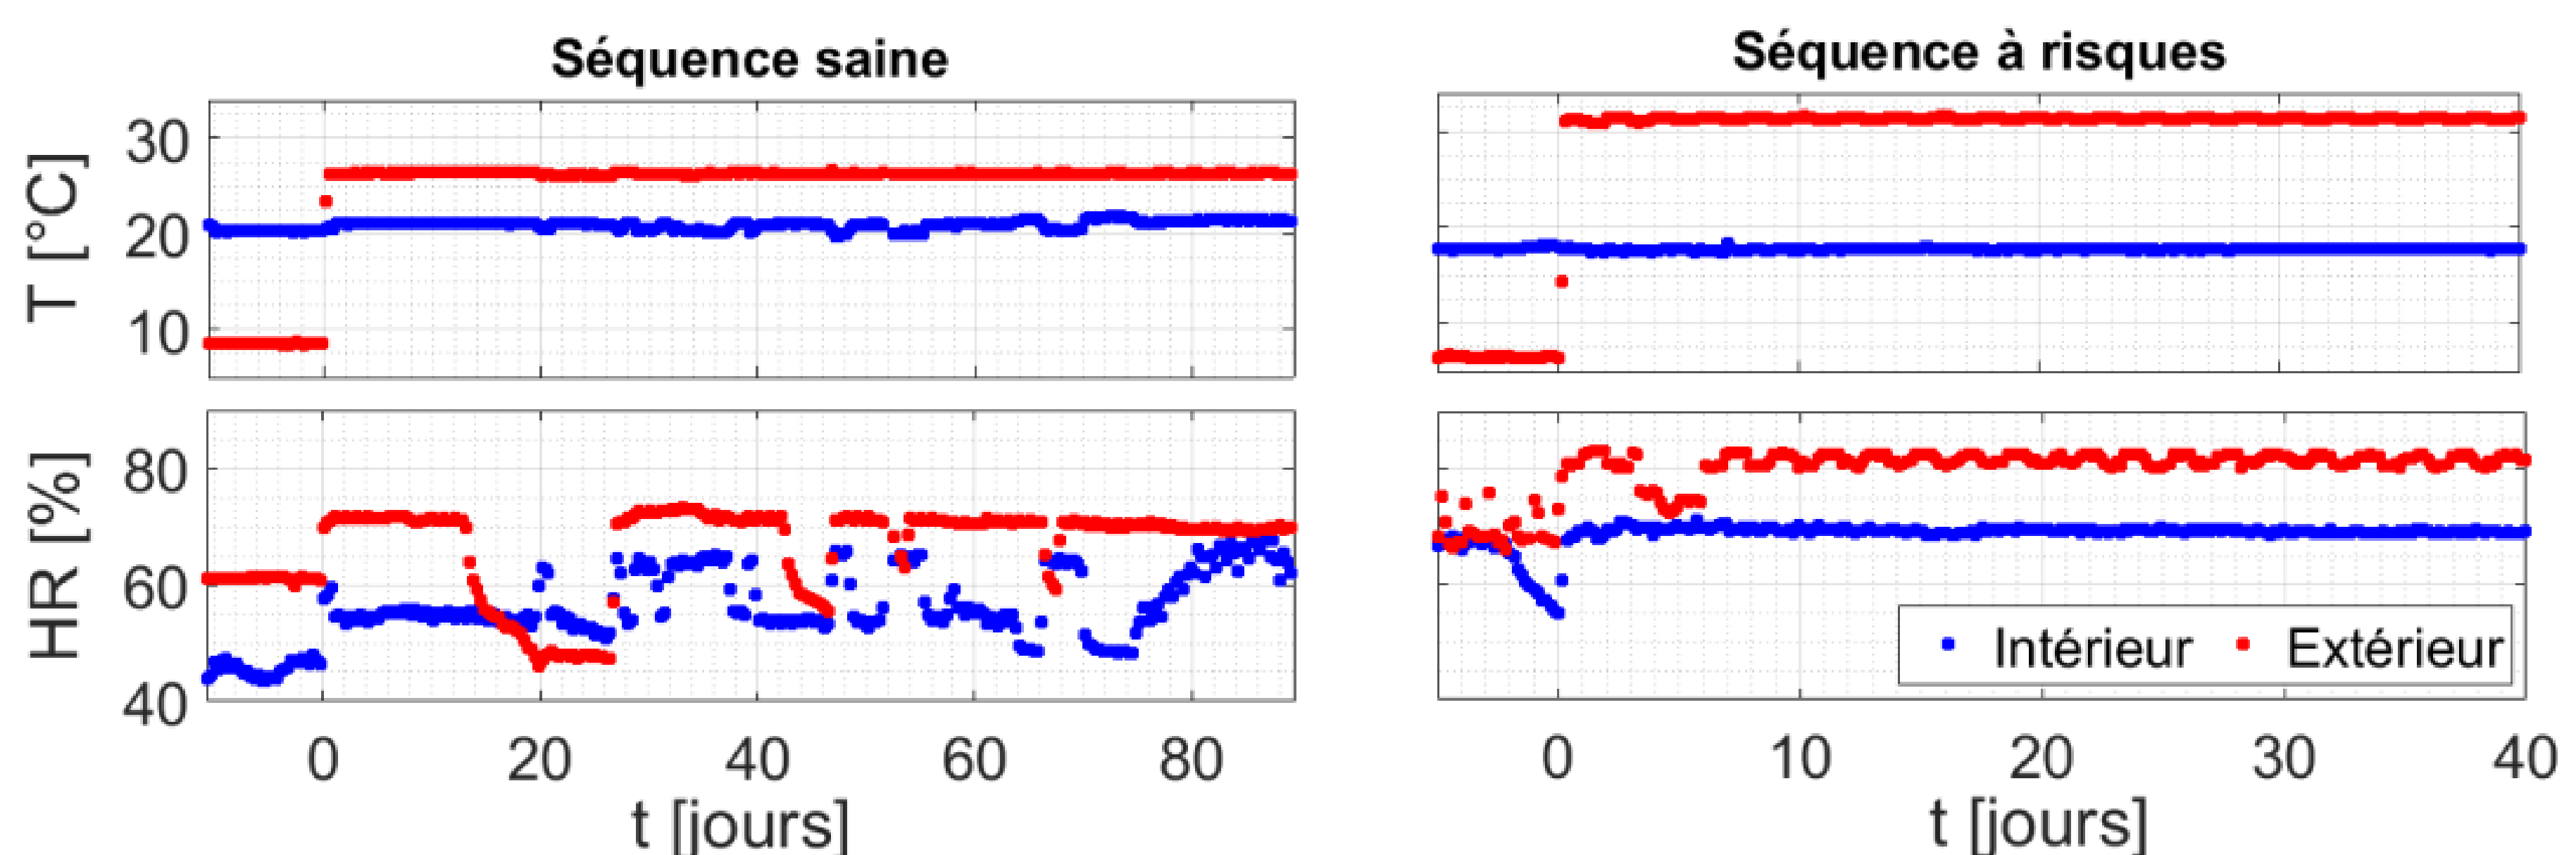 Séquence saine
Séquence à risques
T [°C]
30
20
10
HR [%]
80
60
40
0 20 40 60 80
t [jours]
Intérieur Extérieur
0 10 20 30 40
t [jours]